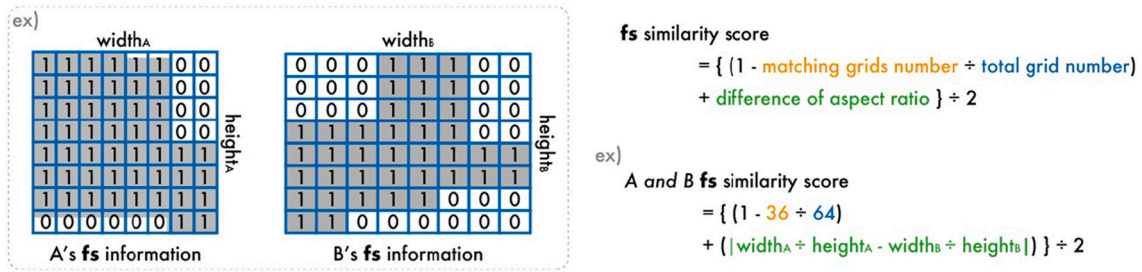 ex)
widthA
widthB
1 1 1 1 1 1 0 0
1 1 1 1 1 1 0 0
1 1 1 1 1 1 0 0
1 1 1 1 1 1 0 0
1 1 1 1 1 1 1 1
1 1 1 1 1 1 1 1
1 1 1 1 1 1 1 1
0 0 0 0 0 0 1 1
heightA
0 0 0 1 1 1 0 0
0 0 0 1 1 1 0 0
0 0 0 1 1 1 0 0
1 1 1 1 1 1 0 0
1 1 1 1 1 1 1 1
1 1 1 1 1 1 1 1
1 1 1 1 1 0 0 0
1 1 0 0 0 0 0 0
heightB
A's fs information
B's fs information
fs similarity score
= { (1 - matching grids number ÷ total grid number)
+ difference of aspect ratio } ÷ 2
ex)
A and B fs similarity score
= { (1 - 36 ÷ 64)
+ (|widthA ÷ heightA - widthB ÷ heightB|) } ÷ 2